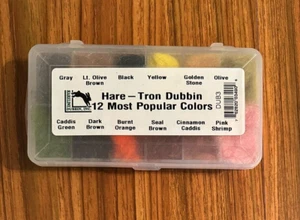 Gray Lt. Olive Black Yellow Golden Olive
Brown Stone
Hare – Tron Dubbin
12 Most Popular Colors
DUB3
Caddis Dark Burnt Seal Cinnamon Pink
Green Brown Orange Brown Caddis Shrimp